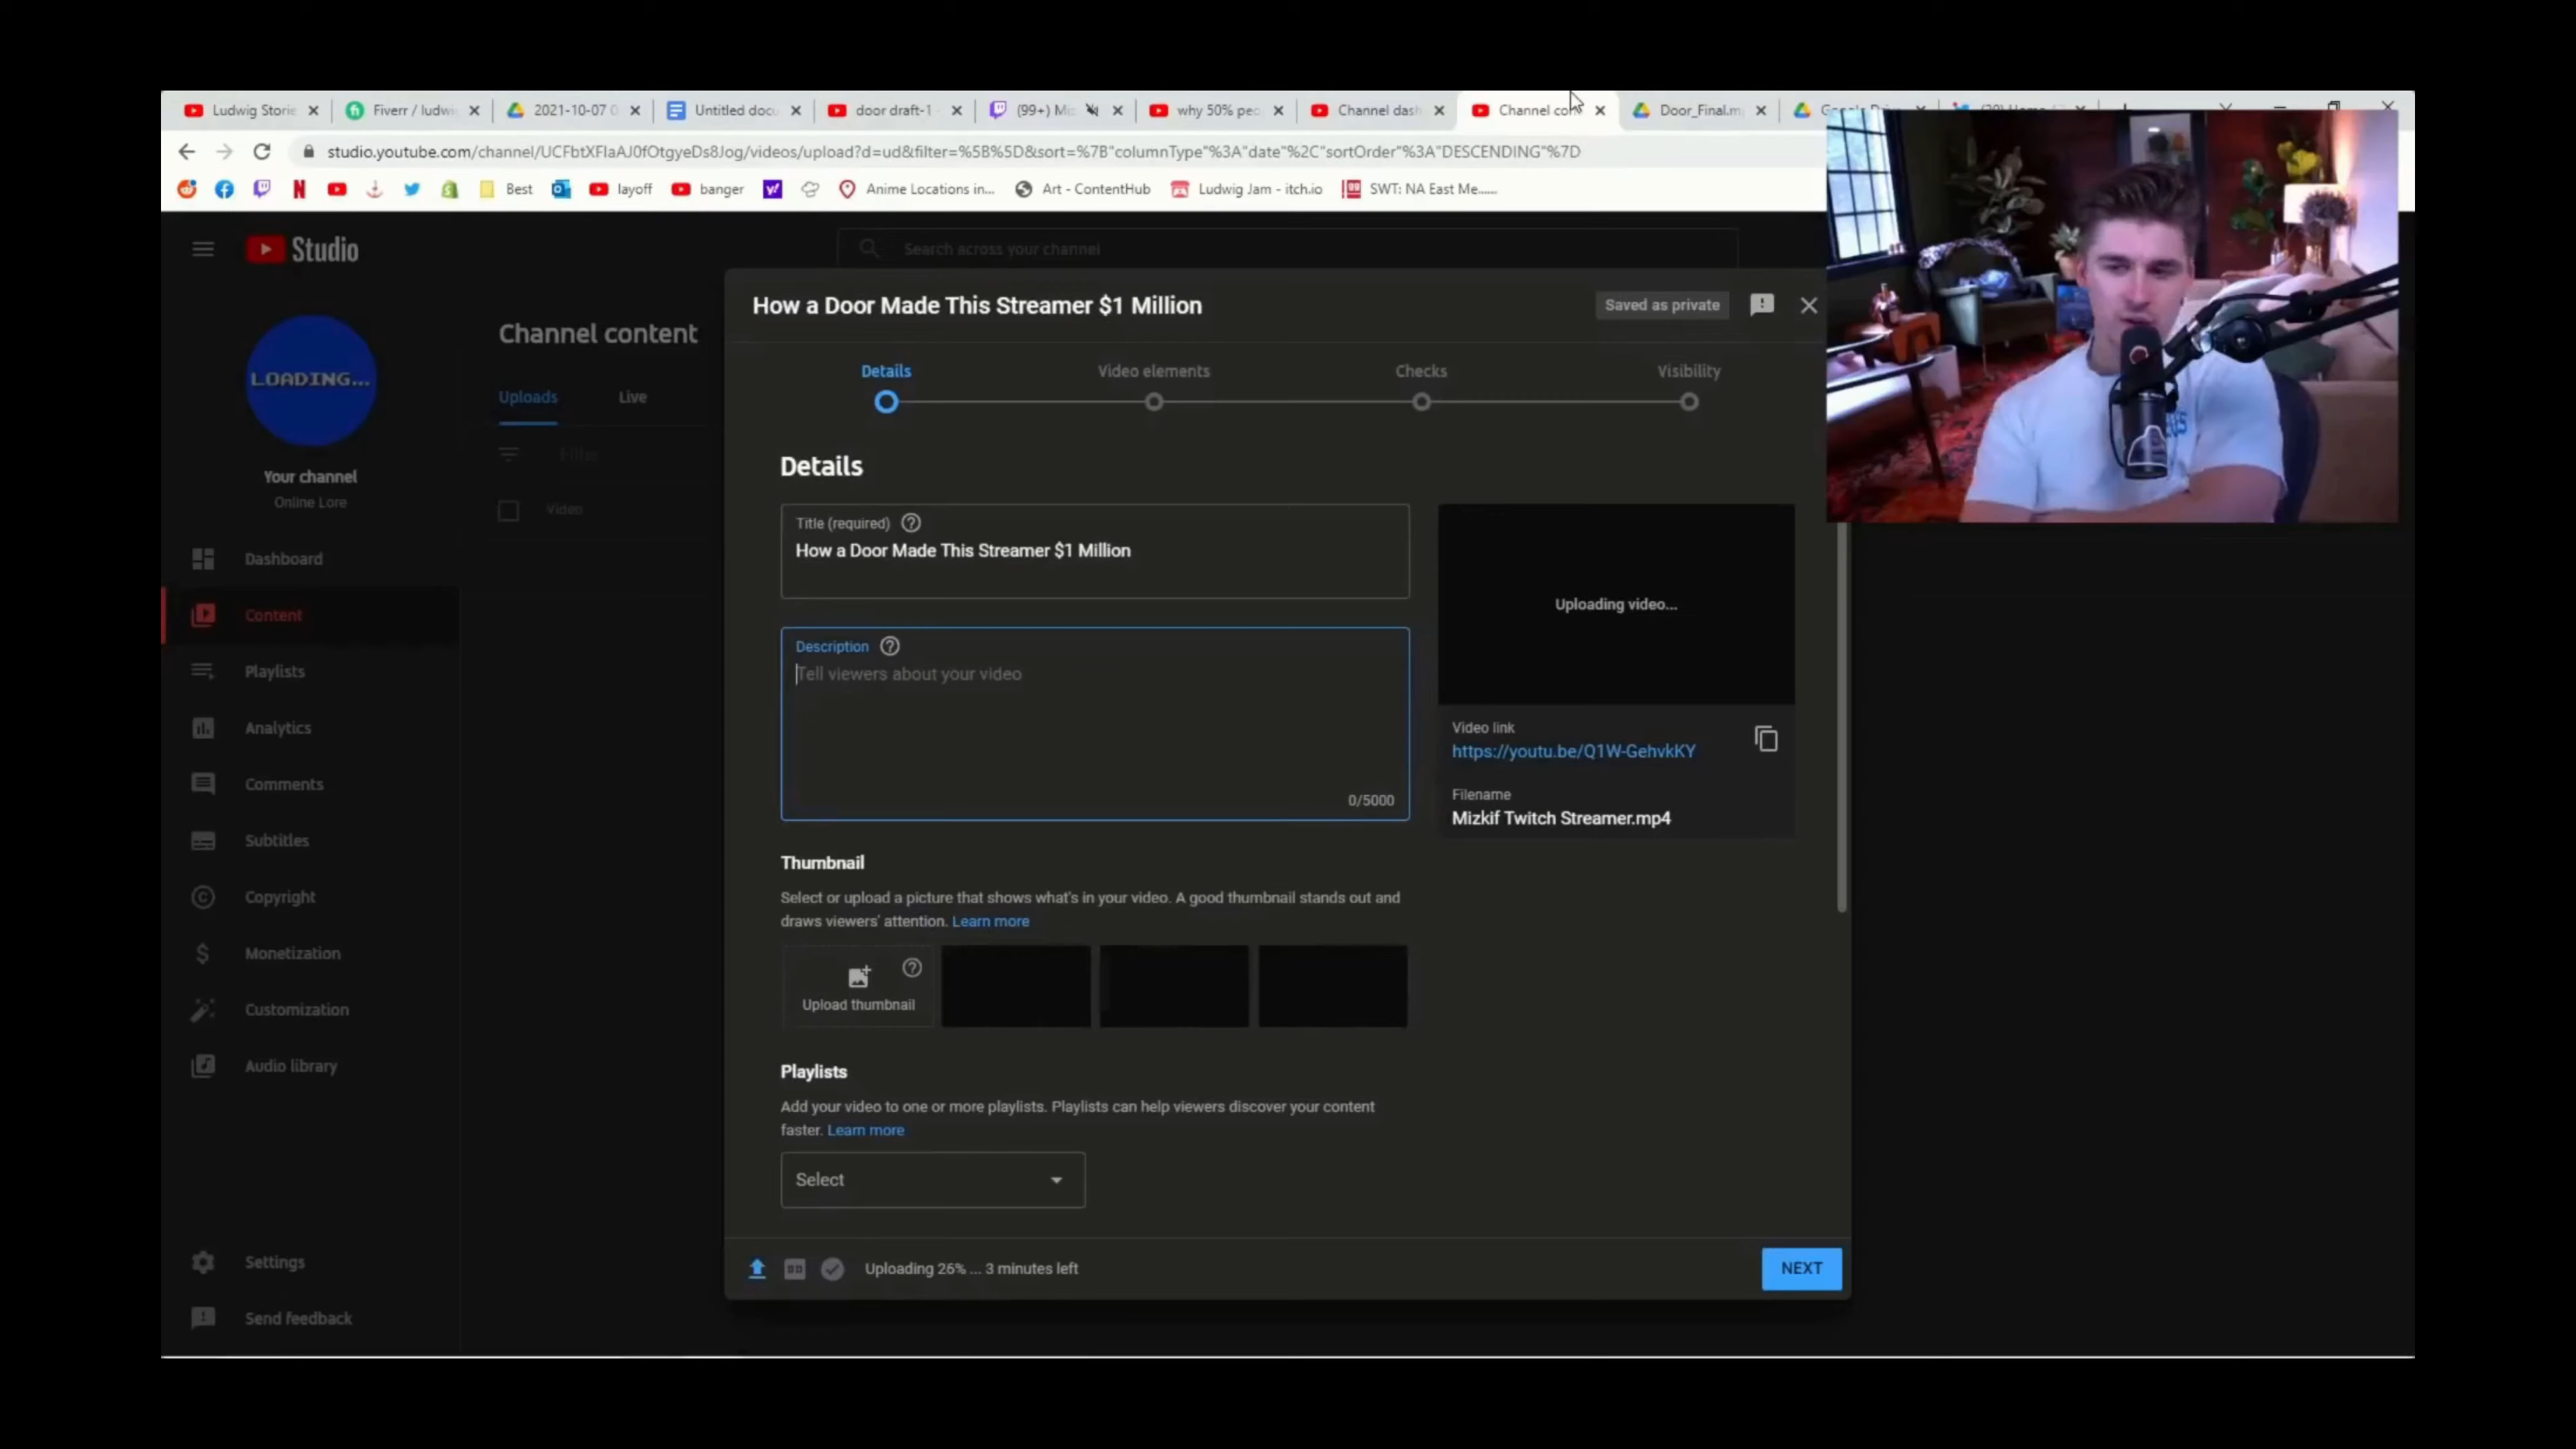 Ludwig Storie
Fiverr / ludwi
2021-10-07 0
Untitled docu
door draft-1
(99+) Mi
why 50% peo
Channel dash
Channel con
Door_Final.m
studio.youtube.com/channel/UCFbtXFIaAJ0fOtgyeDs8Jog/videos/upload?d=ud&filter=%5B%5D&sort=%7B"columnType"%3A"date"%2C"sortOrder"%3A"DESCENDING"%7D
Best
layoff
banger
Anime Locations in...
Art - ContentHub
Ludwig Jam - itch.io
SWT: NA East Me......
Studio
Search across your channel
LOADING...
Your channel
Online Lore
Dashboard
Content
Playlists
Analytics
Comments
Subtitles
Copyright
Monetization
Customization
Audio library
Settings
Send feedback
Channel content
Uploads
Live
Filter
Video
How a Door Made This Streamer $1 Million
Saved as private
Details
Video elements
Checks
Visibility
Details
Title (required)
How a Door Made This Streamer $1 Million
Description
Tell viewers about your video
0/5000
Uploading video...
Video link
https://youtu.be/Q1W-GehvkKY
Filename
Mizkif Twitch Streamer.mp4
Thumbnail
Select or upload a picture that shows what's in your video. A good thumbnail stands out and
draws viewers' attention. Learn more
Upload thumbnail
Playlists
Add your video to one or more playlists. Playlists can help viewers discover your content
faster. Learn more
Select
Uploading 26% ... 3 minutes left
NEXT